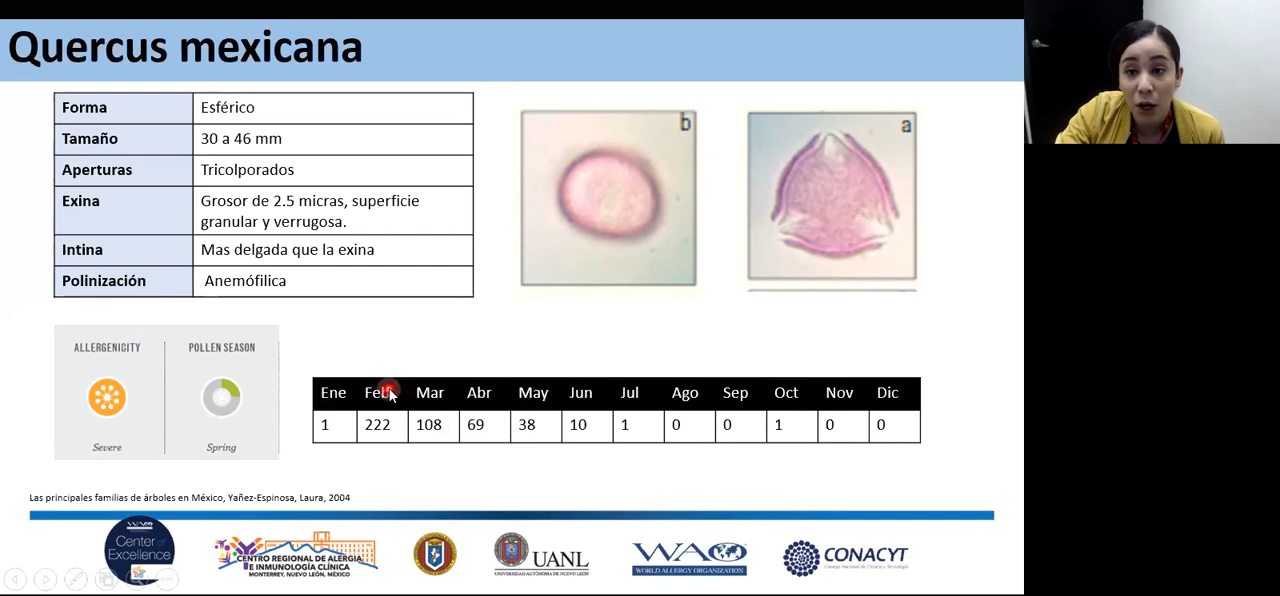 Quercus mexicana
Forma Esférico
Tamaño 30 a 46 mm
Aperturas Tricolporados
Exina Grosor de 2.5 micras, superficie
granular y verrugosa.
Intina Mas delgada que la exina
Polinización Anemófilica
b
a
ALLERGENICITY POLLEN SEASON
Severe Spring
Ene Feb Mar Abr May Jun Jul Ago Sep Oct Nov Dic
1 222 108 69 38 10 1 0 0 1 0 0
Las principales familias de árboles en México, Yañez-Espinosa, Laura, 2004
Center of
Excellence
CENTRO REGIONAL DE ALERGIA
E INMUNOLOGÍA CLÍNICA
MONTERREY, NUEVO LEÓN, MÉXICO
UANL
UNIVERSIDAD AUTÓNOMA DE NUEVO LEÓN
WAO
WORLD ALLERGY ORGANIZATION
CONACYT
Consejo Nacional de Ciencia y Tecnología